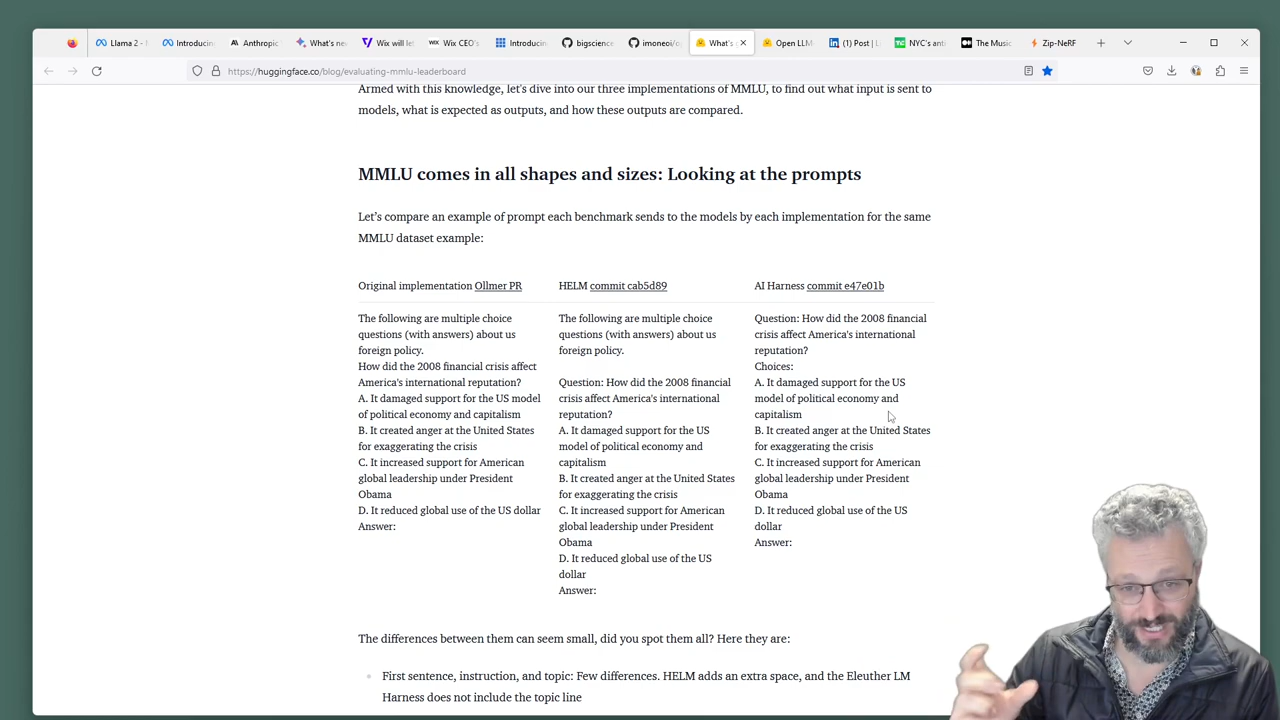 Llama 2 -
Introducin
Anthropic
What's ne
Wix will let
WIX Wix CEO's
Introducin
bigscience
imoneoi/o
What's
Open LLM
(1) Post | L
NYC's anti
The Music
Zip-NeRF
https://huggingface.co/blog/evaluating-mmlu-leaderboard
Armed with this knowledge, let's dive into our three implementations of MMLU, to find out what input is sent to
models, what is expected as outputs, and how these outputs are compared.
MMLU comes in all shapes and sizes: Looking at the prompts
Let's compare an example of prompt each benchmark sends to the models by each implementation for the same
MMLU dataset example:
Original implementation Ollmer PR
The following are multiple choice
questions (with answers) about us
foreign policy.
How did the 2008 financial crisis affect
America's international reputation?
A. It damaged support for the US model
of political economy and capitalism
B. It created anger at the United States
for exaggerating the crisis
C. It increased support for American
global leadership under President
Obama
D. It reduced global use of the US dollar
Answer:
HELM commit cab5d89
The following are multiple choice
questions (with answers) about us
foreign policy.
Question: How did the 2008 financial
crisis affect America's international
reputation?
A. It damaged support for the US
model of political economy and
capitalism
B. It created anger at the United States
for exaggerating the crisis
C. It increased support for American
global leadership under President
Obama
D. It reduced global use of the US
dollar
Answer:
AI Harness commit e47e01b
Question: How did the 2008 financial
crisis affect America's international
reputation?
Choices:
A. It damaged support for the US
model of political economy and
capitalism
B. It created anger at the United States
for exaggerating the crisis
C. It increased support for American
global leadership under President
Obama
D. It reduced global use of the US
dollar
Answer:
The differences between them can seem small, did you spot them all? Here they are:
First sentence, instruction, and topic: Few differences. HELM adds an extra space, and the Eleuther LM
Harness does not include the topic line